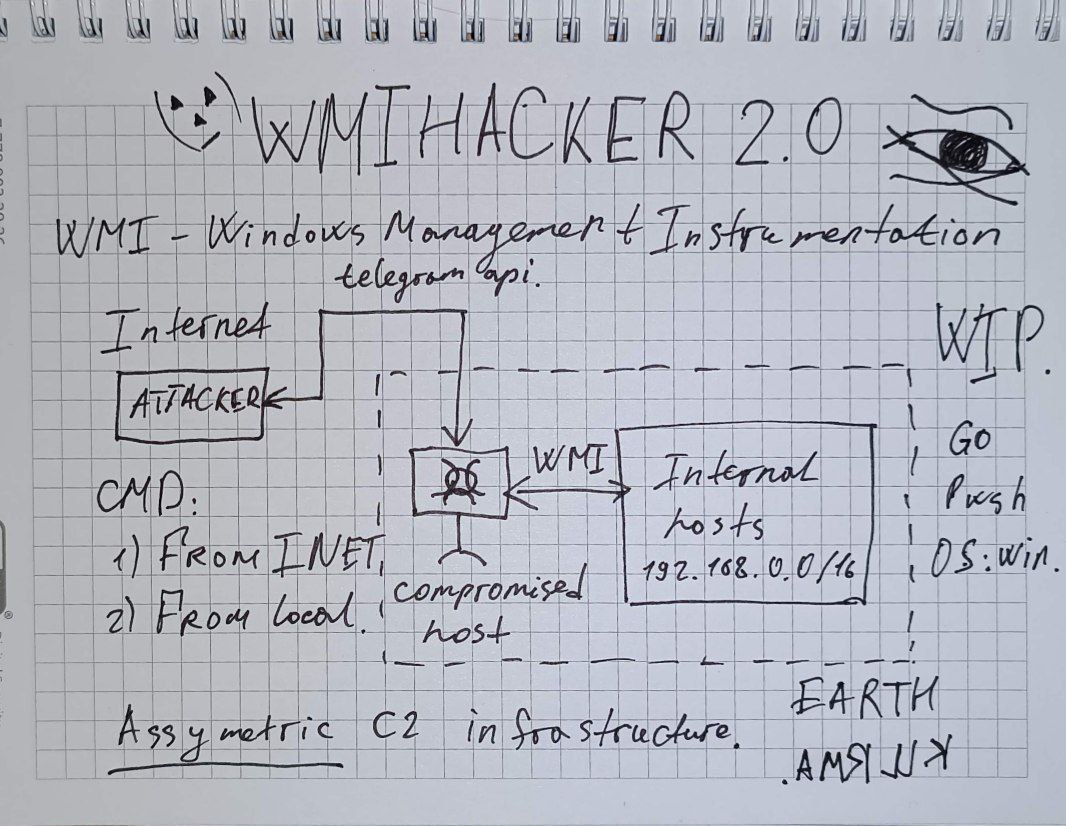 WMIHACKER 2.0
WMI - Windows Management Instrumentation
telegram api.
Internet
ATTACKER
WIP.
WMI
Internal
hosts
192.168.0.0/16
Go
Push
OS: Win.
CMD:
1) FROM INET
2) FROM local.
compromised
host
EARTH
Assymetric C2 infrastructure.